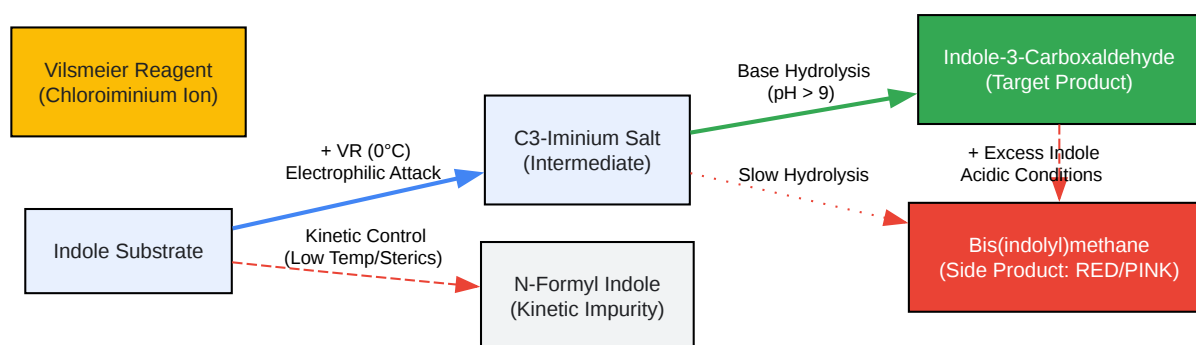 Vilsmeier Reagent
(Chloroiminium Ion)
Indole Substrate
+ VR (0°C)
Electrophilic Attack
Kinetic Control
(Low Temp/Sterics)
C3-Iminium Salt
(Intermediate)
N-Formyl Indole
(Kinetic Impurity)
Base Hydrolysis
(pH > 9)
Slow Hydrolysis
Indole-3-Carboxaldehyde
(Target Product)
+ Excess Indole
Acidic Conditions
Bis(indolyl)methane
(Side Product: RED/PINK)